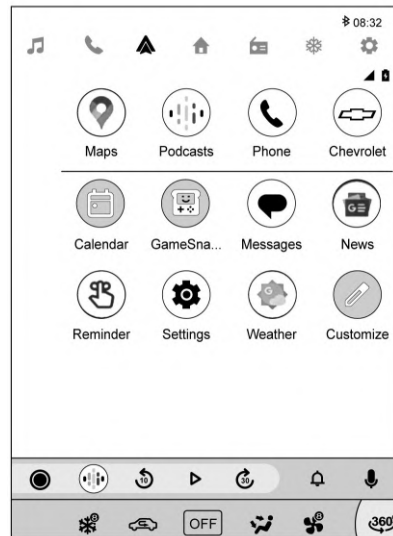 08:32
Maps Podcasts Phone Chevrolet
Calendar GameSna... Messages News
Reminder Settings Weather Customize
10 30
OFF 360°